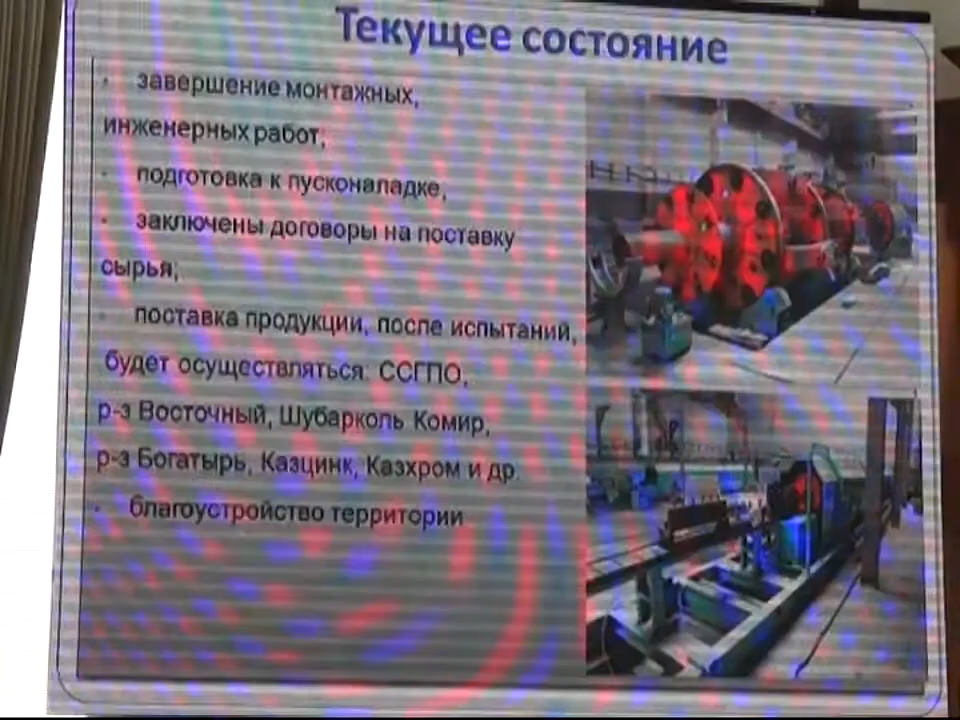 Текущее состояние
- завершение монтажных,
инженерных работ;
- подготовка к пусконаладке,
- заключены договоры на поставку
сырья;
- поставка продукции, после испытаний,
будет осуществляться: ССГПО,
р-з Восточный, Шубарколь Комир,
р-з Богатырь, Казцинк, Казхром и др.
- благоустройство территории